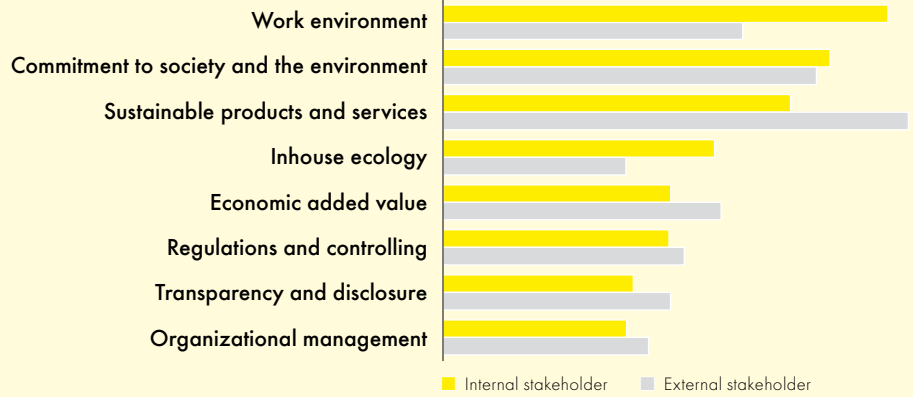 Work environment
Commitment to society and the environment
Sustainable products and services
Inhouse ecology
Economic added value
Regulations and controlling
Transparency and disclosure
Organizational management
Internal stakeholder External stakeholder